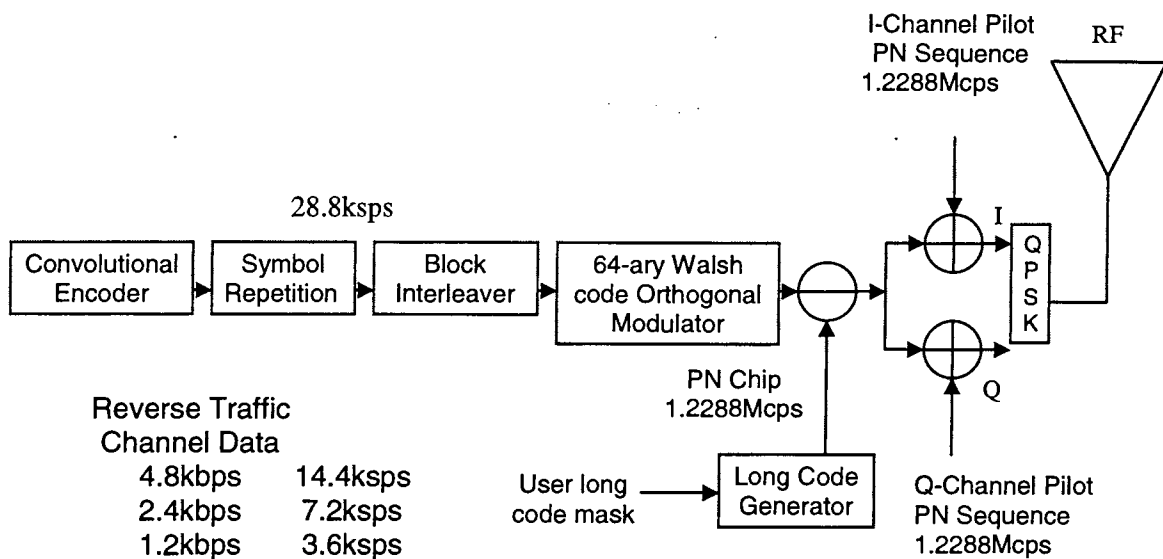 I-Channel Pilot
PN Sequence
1.2288Mcps
RF
28.8ksps
Convolutional
Encoder
Symbol
Repetition
Block
Interleaver
64-ary Walsh
code Orthogonal
Modulator
I
Q
P
S
K
Q
PN Chip
1.2288Mcps
Reverse Traffic
Channel Data
4.8kbps 14.4ksps
2.4kbps 7.2ksps
1.2kbps 3.6ksps
User long
code mask
Long Code
Generator
Q-Channel Pilot
PN Sequence
1.2288Mcps